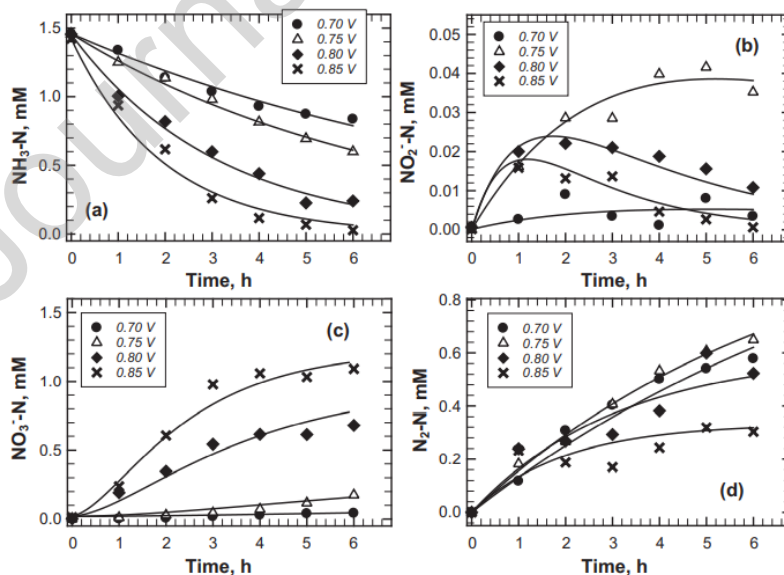 Journal
NH₃-N, mM
1.5
1.0
0.5
0.0
0.70 V
0.75 V
0.80 V
0.85 V
(a)
0 1 2 3 4 5 6
Time, h
NO₂⁻-N, mM
0.05
0.04
0.03
0.02
0.01
0.00
0.70 V
0.75 V
0.80 V
0.85 V
(b)
0 1 2 3 4 5 6
Time, h
NO₃⁻-N, mM
1.5
1.0
0.5
0.0
0.70 V
0.75 V
0.80 V
0.85 V
(c)
0 1 2 3 4 5 6
Time, h
N₂-N, mM
0.8
0.6
0.4
0.2
0.0
0.70 V
0.75 V
0.80 V
0.85 V
(d)
0 1 2 3 4 5 6
Time, h